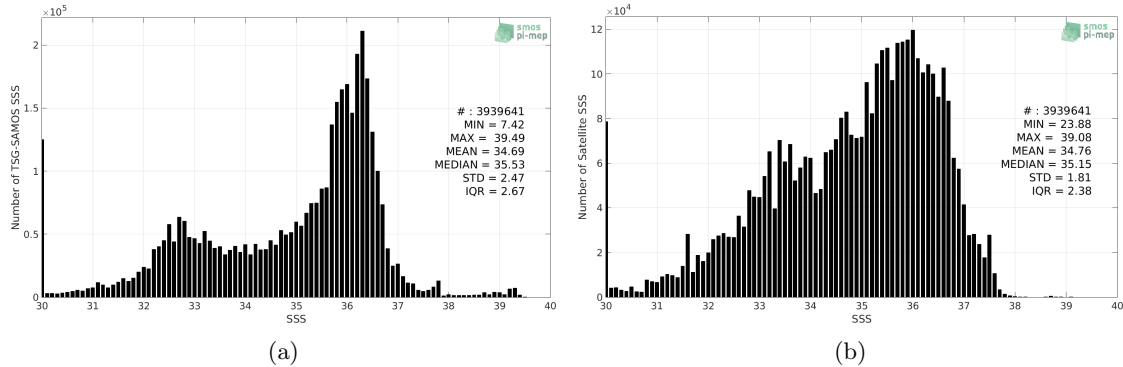 ×10⁵
2
1.5
1
0.5
0
Number of TSG-SAMOS SSS
smos
pi-mep
# : 3939641
MIN = 7.42
MAX = 39.49
MEAN = 34.69
MEDIAN = 35.53
STD = 2.47
IQR = 2.67
30 31 32 33 34 35 36 37 38 39 40
SSS
(a)
×10⁴
12
10
8
6
4
2
0
Number of Satellite SSS
smos
pi-mep
# : 3939641
MIN = 23.88
MAX = 39.08
MEAN = 34.76
MEDIAN = 35.15
STD = 1.81
IQR = 2.38
30 31 32 33 34 35 36 37 38 39 40
SSS
(b)